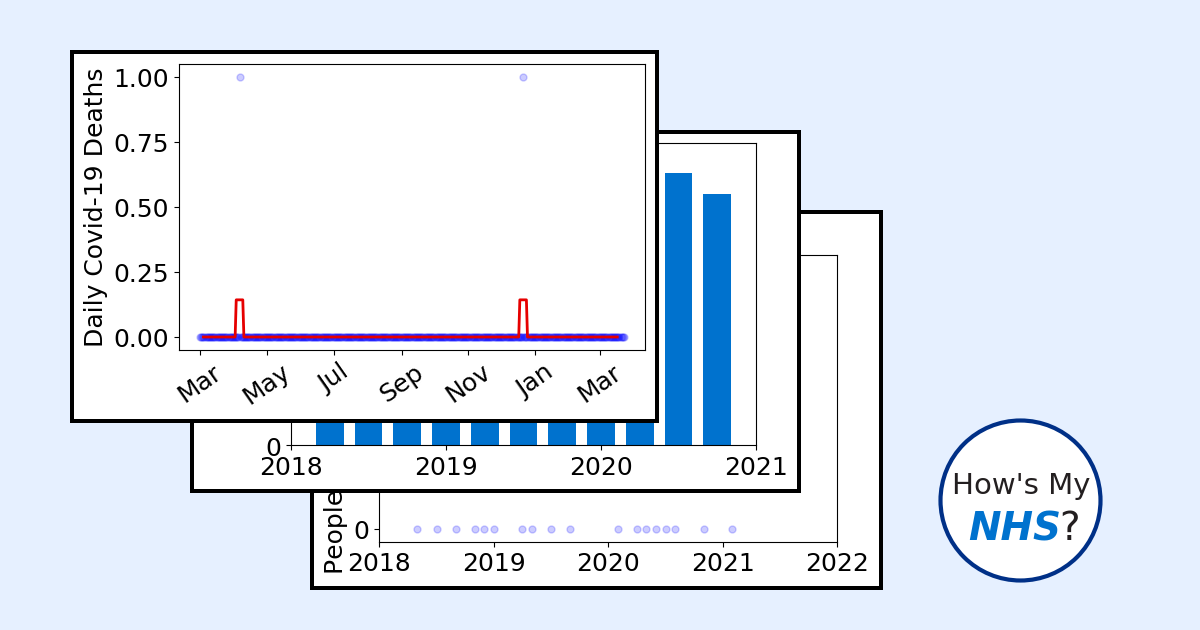 Daily Covid-19 Deaths
1.00
0.75
0.50
0.25
0.00
Mar May Jul Sep Nov Jan Mar
0
2018 2019 2020 2021
People
0
2018 2019 2020 2021 2022
How's My
NHS?